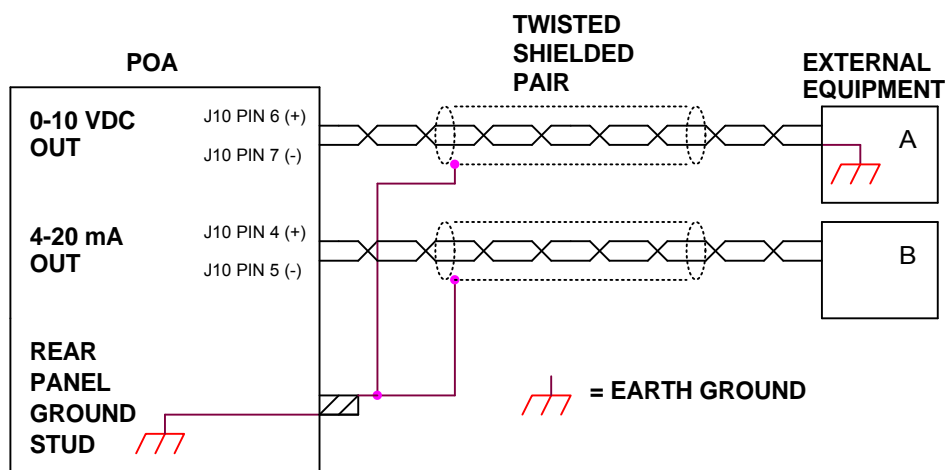 TWISTED
SHIELDED
PAIR
POA
EXTERNAL
EQUIPMENT
0-10 VDC
OUT
J10 PIN 6 (+)
J10 PIN 7 (-)
A
4-20 mA
OUT
J10 PIN 4 (+)
J10 PIN 5 (-)
B
REAR
PANEL
GROUND
STUD
= EARTH GROUND